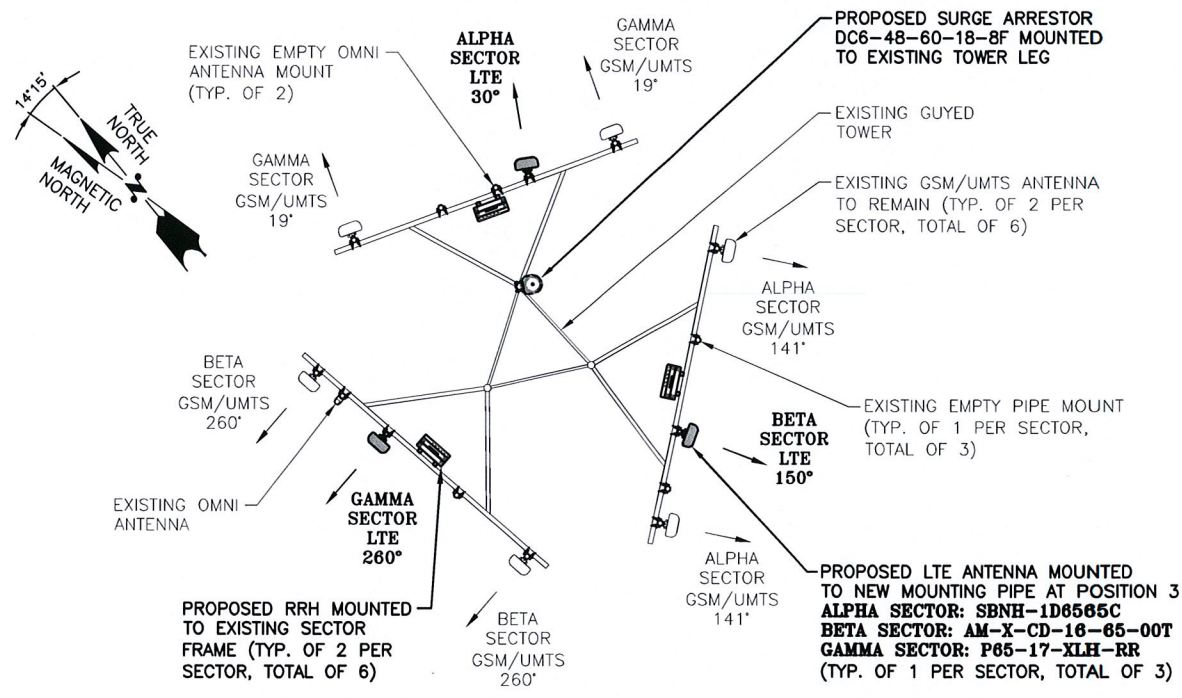 EXISTING EMPTY OMNI
ANTENNA MOUNT
(TYP. OF 2)
ALPHA
SECTOR
LTE
30°
GAMMA
SECTOR
GSM/UMTS
19°
PROPOSED SURGE ARRESTOR
DC6-48-60-18-8F MOUNTED
TO EXISTING TOWER LEG
14°15'
TRUE
NORTH
MAGNETIC
NORTH
EXISTING GUYED
TOWER
GAMMA
SECTOR
GSM/UMTS
19°
EXISTING GSM/UMTS ANTENNA
TO REMAIN (TYP. OF 2 PER
SECTOR, TOTAL OF 6)
ALPHA
SECTOR
GSM/UMTS
141°
BETA
SECTOR
GSM/UMTS
260°
EXISTING EMPTY PIPE MOUNT
(TYP. OF 1 PER SECTOR,
TOTAL OF 3)
BETA
SECTOR
LTE
150°
EXISTING OMNI
ANTENNA
GAMMA
SECTOR
LTE
260°
ALPHA
SECTOR
GSM/UMTS
141°
PROPOSED LTE ANTENNA MOUNTED
TO NEW MOUNTING PIPE AT POSITION 3
ALPHA SECTOR: SBNH-1D6565C
BETA SECTOR: AM-X-CD-16-65-00T
GAMMA SECTOR: P65-17-XLH-RR
(TYP. OF 1 PER SECTOR, TOTAL OF 3)
PROPOSED RRH MOUNTED
TO EXISTING SECTOR
FRAME (TYP. OF 2 PER
SECTOR, TOTAL OF 6)
BETA
SECTOR
GSM/UMTS
260°